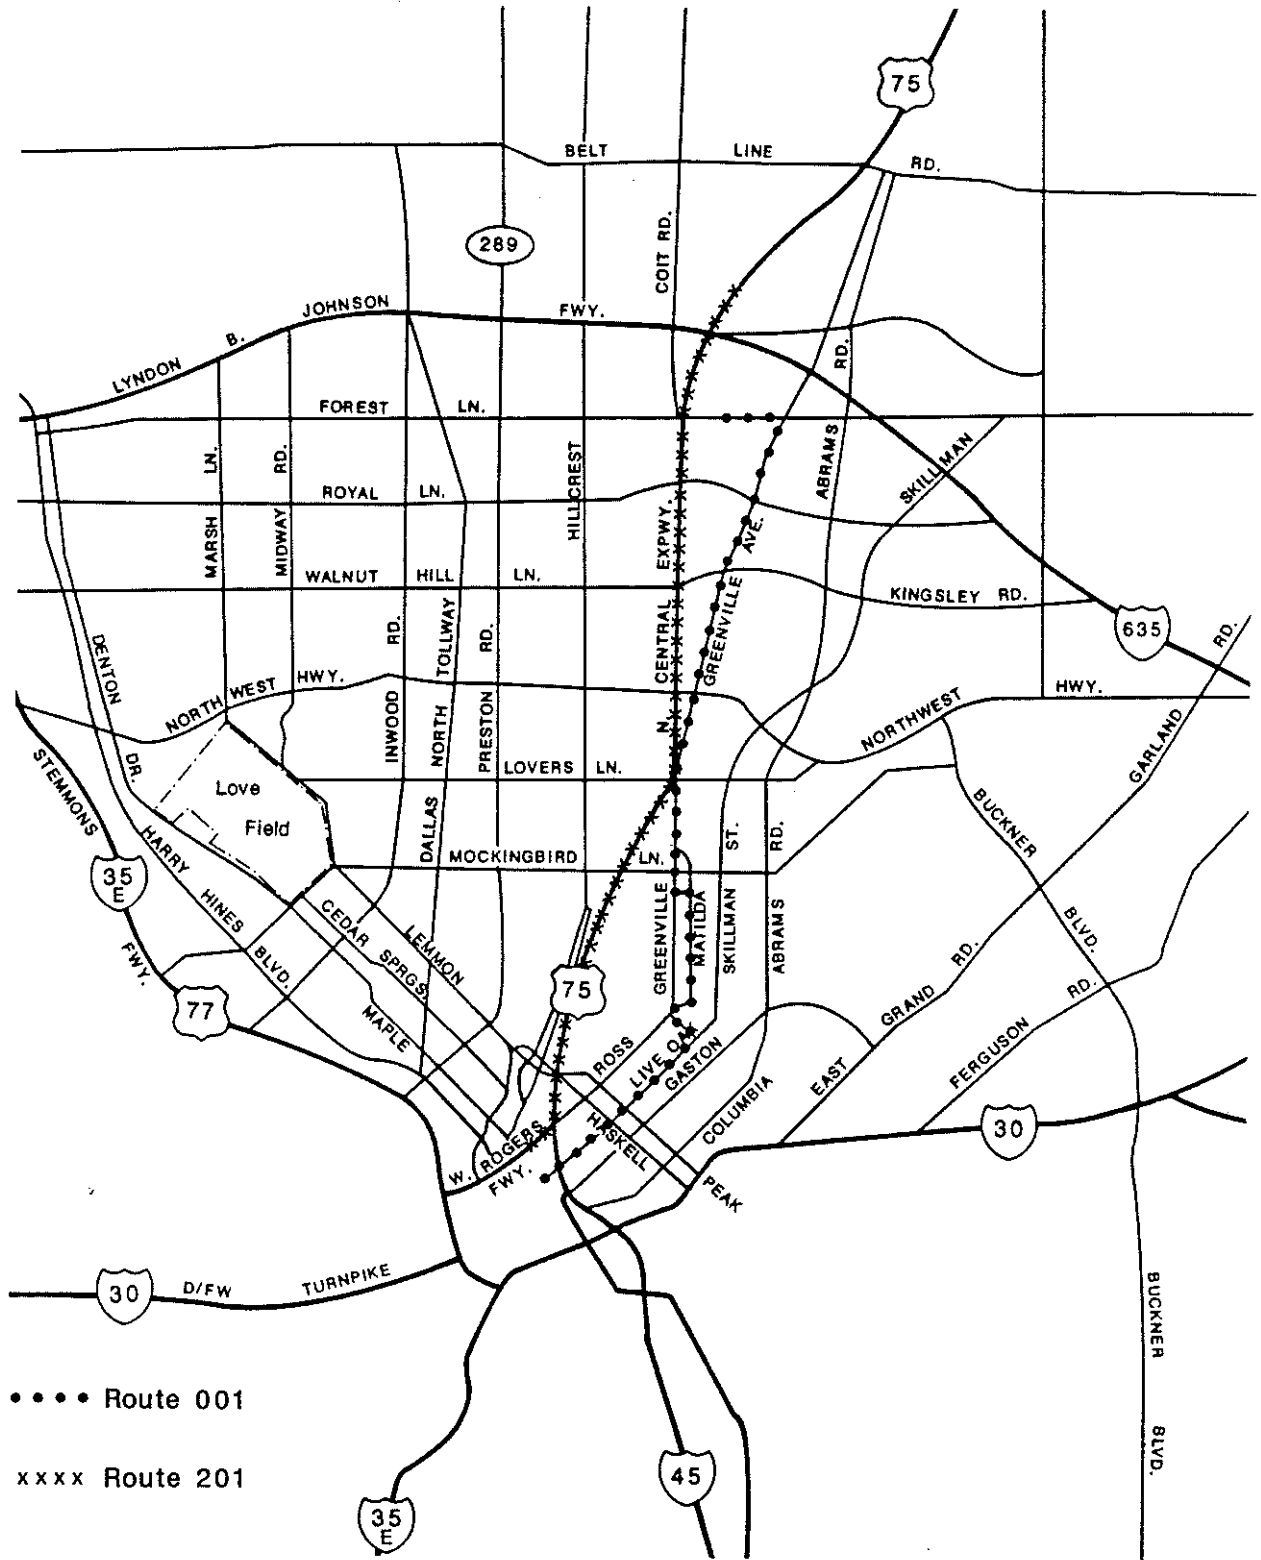 75
BELT LINE RD.
289
COIT RD.
LYNDON B. JOHNSON FWY.
FOREST LN.
MARSH LN.
MIDWAY RD.
HILLCREST
ABRAMS RD.
SKILLMAN
ROYAL LN.
N. CENTRAL EXPWY.
GREENVILLE AVE.
WALNUT HILL LN.
KINGSLEY RD.
635
DENTON DR.
INWOOD RD.
DALLAS NORTH TOLLWAY
PRESTON RD.
NORTHWEST HWY.
NORTHWEST HWY.
GARLAND RD.
STEMMONS FWY.
LOVERS LN.
Love
Field
BUCKNER BLVD.
35
E
HARRY HINES BLVD.
MOCKINGBIRD LN.
GREENVILLE
MATILDA
SKILLMAN ST.
ABRAMS RD.
CEDAR SPRGS.
LEMMON
77
MAPLE
75
ROSS
LIVE OAK
GASTON
COLUMBIA
EAST GRAND RD.
FERGUSON RD.
W. ROGERS
FWY.
HASKELL
PEAK
30
30
D/FW TURNPIKE
BUCKNER BLVD.
Route 001
xxxx Route 201
45
35
E